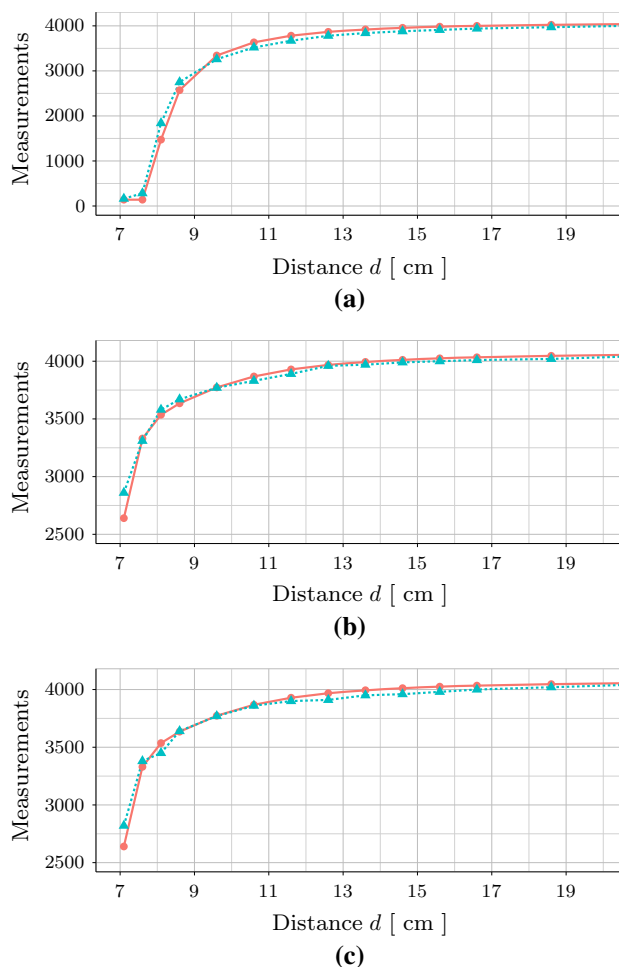 4000
3000
2000
1000
0
Measurements
7 9 11 13 15 17 19
Distance d [ cm ]
(a)
4000
3500
3000
2500
Measurements
7 9 11 13 15 17 19
Distance d [ cm ]
(b)
4000
3500
3000
2500
Measurements
7 9 11 13 15 17 19
Distance d [ cm ]
(c)